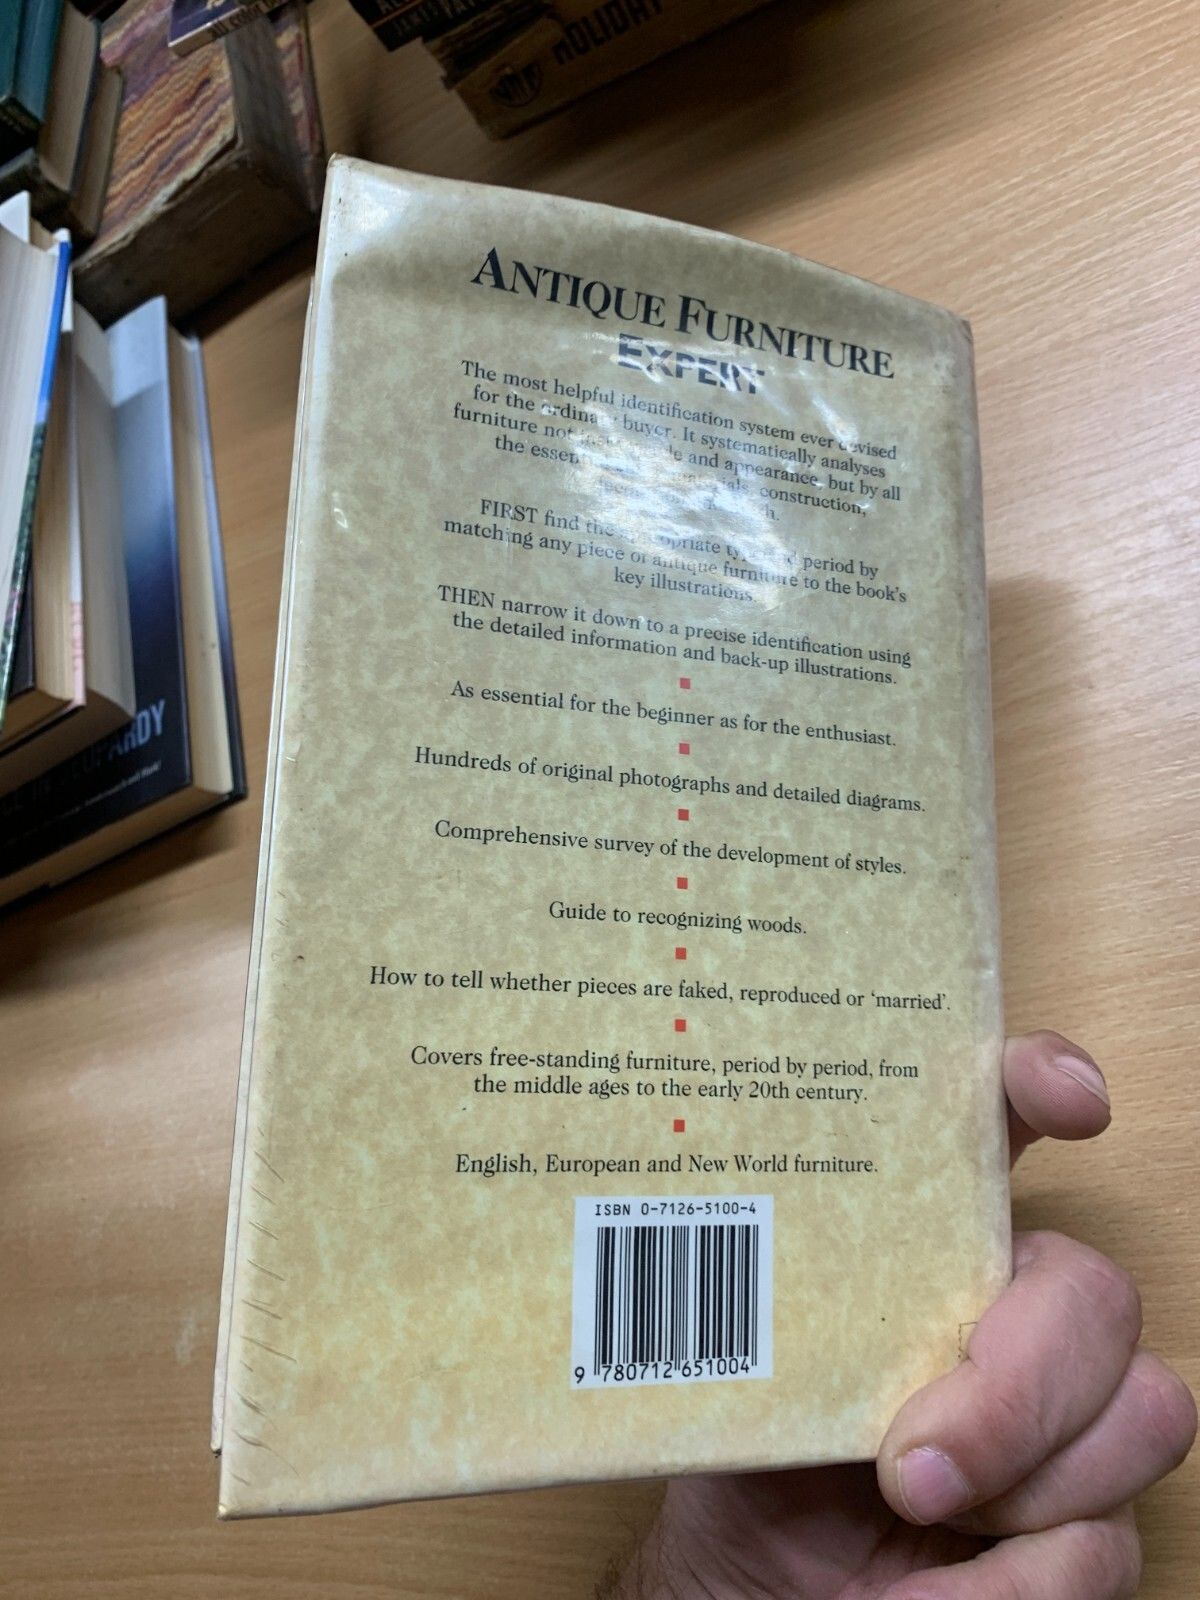 HOLIDAY
ANTIQUE FURNITURE
EXPERT
The most helpful identification system ever devised
for the ordinary buyer. It systematically analyses
furniture not and appearance, but by all
the construction,
FIRST find the appropriate type and period by
matching any piece of antique furniture to the book's
key illustrations.
THEN narrow it down to a precise identification using
the detailed information and back-up illustrations.
As essential for the beginner as for the enthusiast.
Hundreds of original photographs and detailed diagrams.
Comprehensive survey of the development of styles.
Guide to recognizing woods.
How to tell whether pieces are faked, reproduced or 'married'.
Covers free-standing furniture, period by period, from
the middle ages to the early 20th century.
English, European and New World furniture.
ISBN 0-7126-5100-4
9 780712 651004